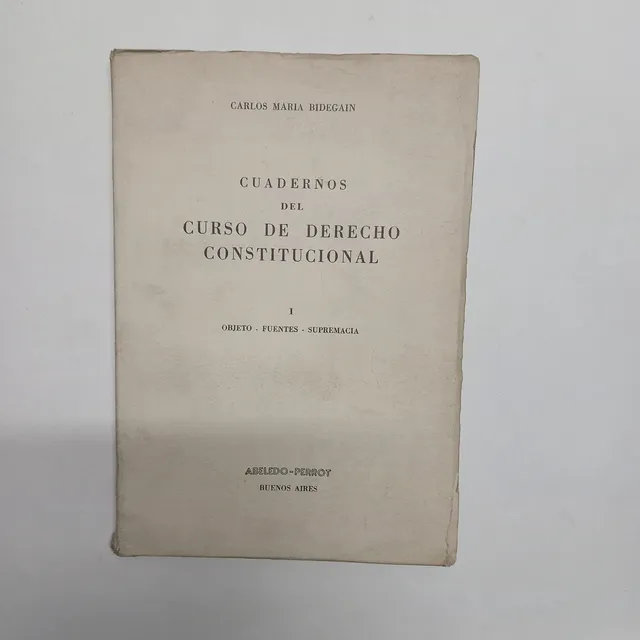 CARLOS MARIA BIDEGAIN
CUADERNOS
DEL
CURSO DE DERECHO
CONSTITUCIONAL
I
OBJETO - FUENTES - SUPREMACIA
ABELEDO-PERROT
BUENOS AIRES